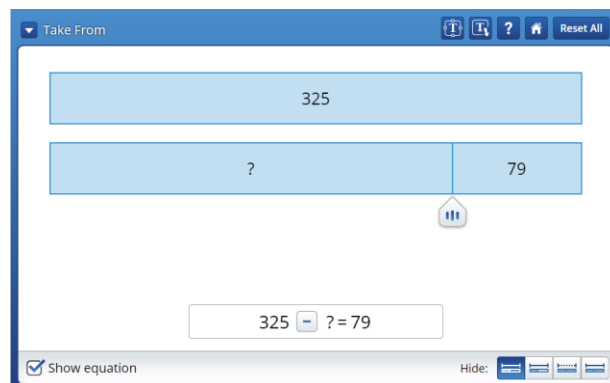 Take From
T T ? Reset All
325
? 79
325 − ? = 79
Show equation
Hide: